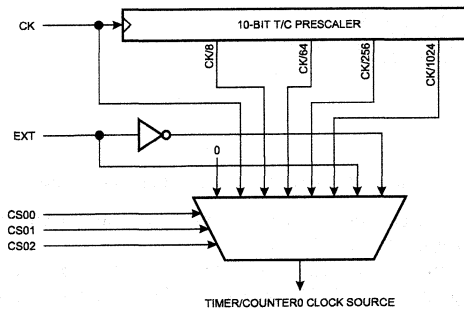 CK
10-BIT T/C PRESCALER
CK/8
CK/64
CK/256
CK/1024
EXT
0
CS00
CS01
CS02
TIMER/COUNTER0 CLOCK SOURCE